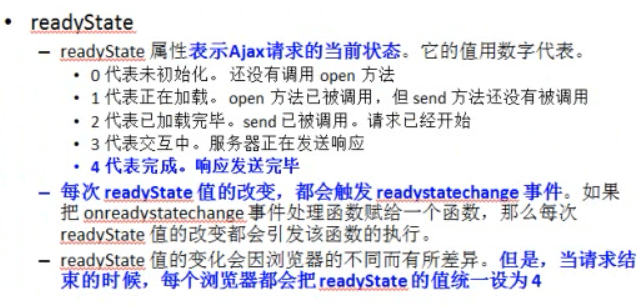 • readyState
– readyState 属性表示Ajax请求的当前状态。它的值用数字代表。
• 0 代表未初始化。 还没有调用 open 方法
• 1 代表正在加载。 open 方法已被调用，但 send 方法还没有被调用
• 2 代表已加载完毕。send 已被调用。请求已经开始
• 3 代表交互中。服务器正在发送响应
• 4 代表完成。响应发送完毕
– 每次 readyState 值的改变，都会触发 readystatechange 事件。如果
把 onreadystatechange 事件处理函数赋给一个函数，那么每次
readyState 值的改变都会引发该函数的执行。
– readyState 值的变化会因浏览器的不同而有所差异。但是，当请求结
束的时候，每个浏览器都会把 readyState 的值统一设为 4